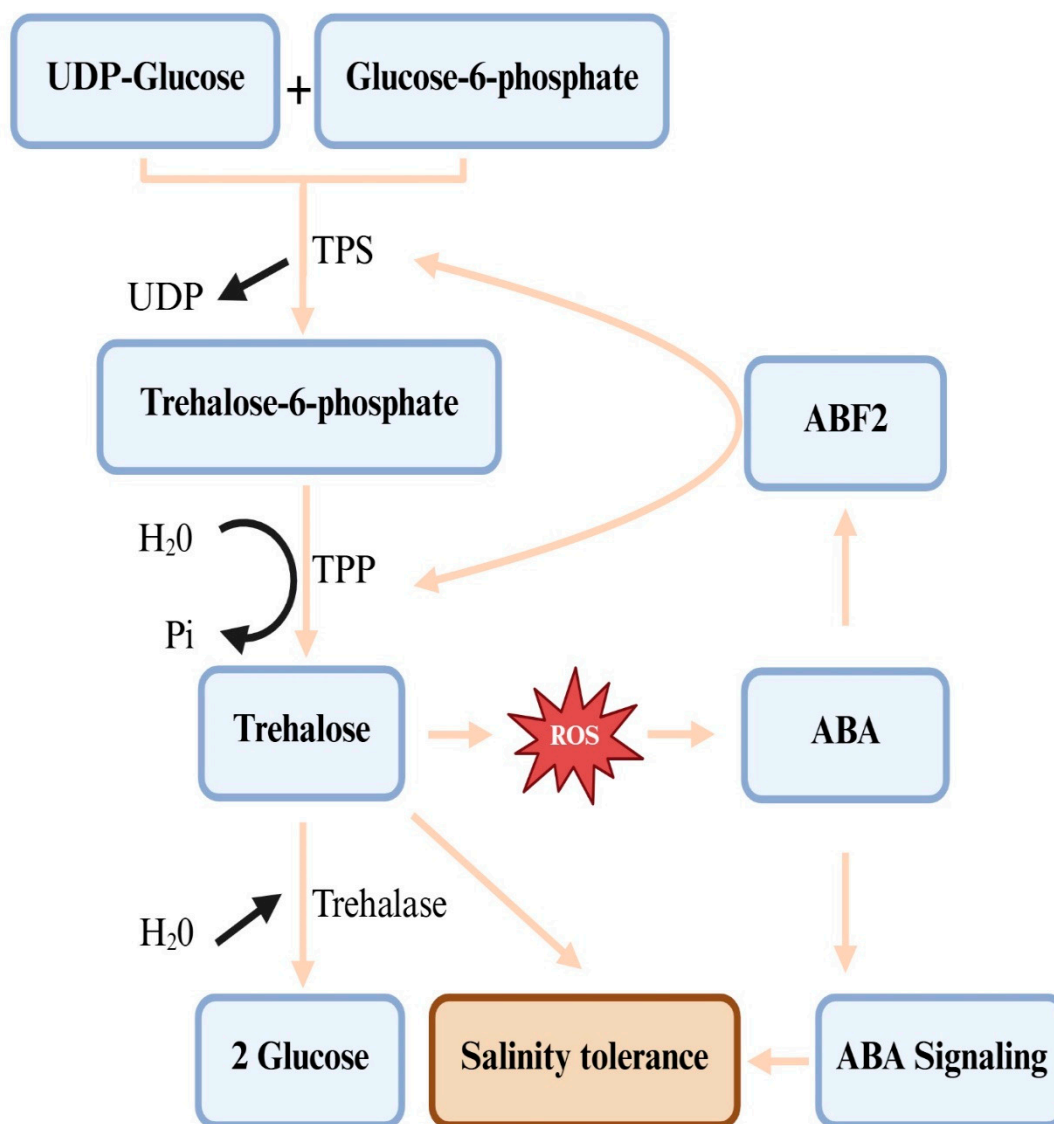 UDP-Glucose
+
Glucose-6-phosphate
TPS
UDP
Trehalose-6-phosphate
ABF2
H₂0
TPP
Pi
Trehalose
ROS
ABA
Trehalase
H₂0
2 Glucose
Salinity tolerance
ABA Signaling